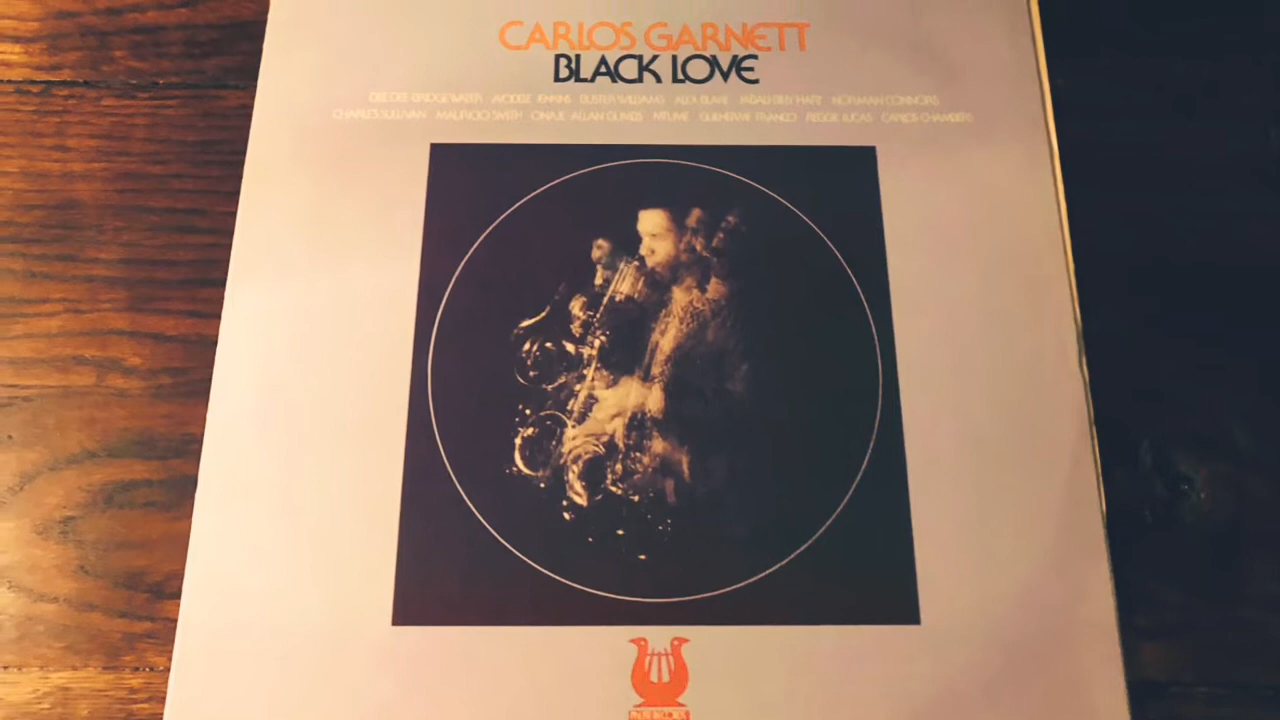 CARLOS GARNETT
BLACK LOVE
DEE DEE BRIDGEWATER AYODELE JENKINS BUSTER WILLIAMS ALEX BLAKE JABALI BILLY HART NORMAN CONNORS
CHARLES SULLIVAN MAURICIO SMITH ONAJE ALLAN GUMBS MTUME GUILHERME FRANCO REGGIE LUCAS CARLOS CHAMBERS